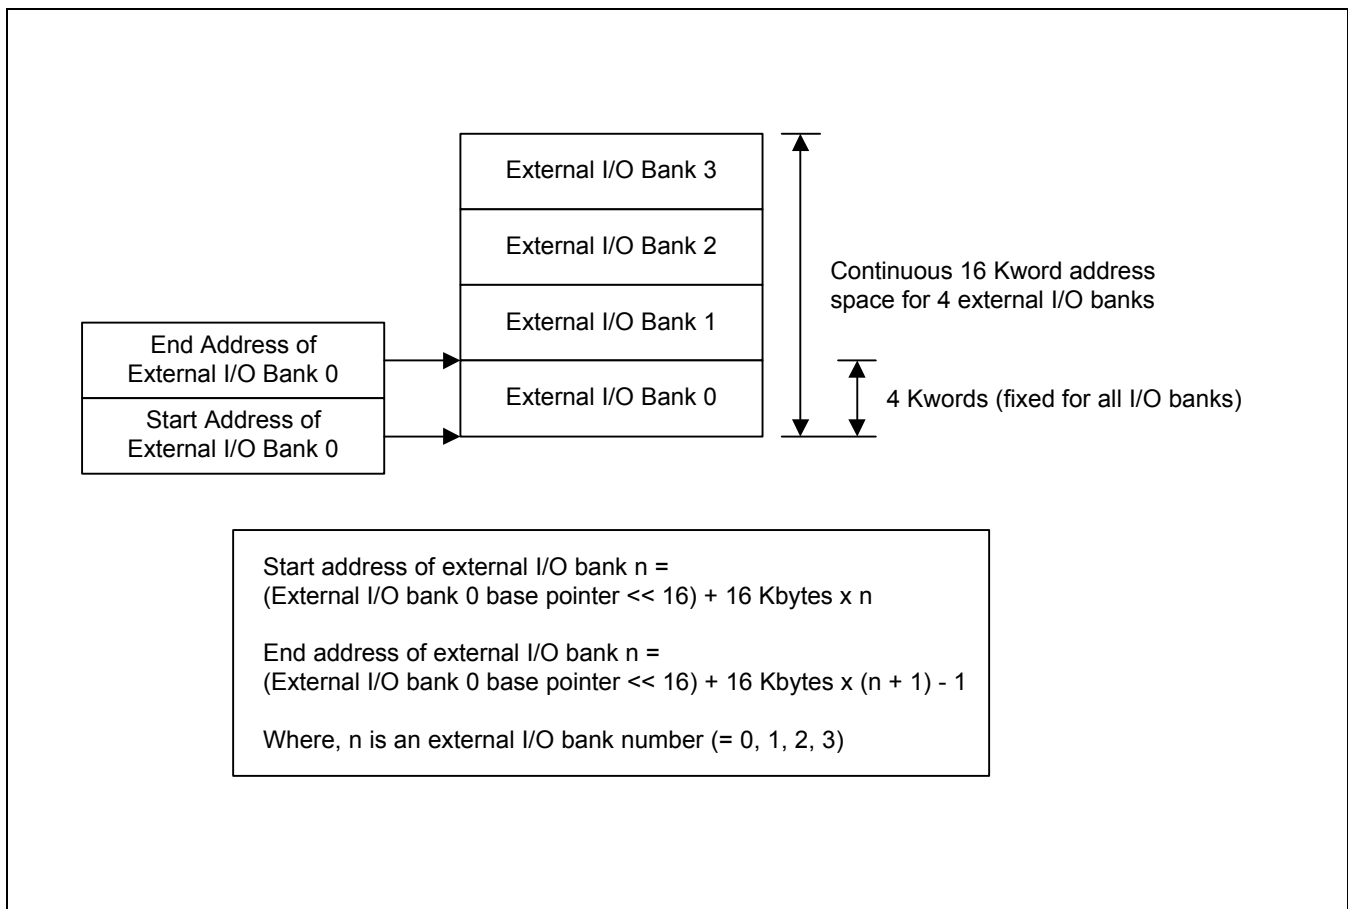 External I/O Bank 3
External I/O Bank 2
External I/O Bank 1
External I/O Bank 0
End Address of
External I/O Bank 0
Start Address of
External I/O Bank 0
Continuous 16 Kword address
space for 4 external I/O banks
4 Kwords (fixed for all I/O banks)
Start address of external I/O bank n =
(External I/O bank 0 base pointer << 16) + 16 Kbytes x n
End address of external I/O bank n =
(External I/O bank 0 base pointer << 16) + 16 Kbytes x (n + 1) - 1
Where, n is an external I/O bank number (= 0, 1, 2, 3)